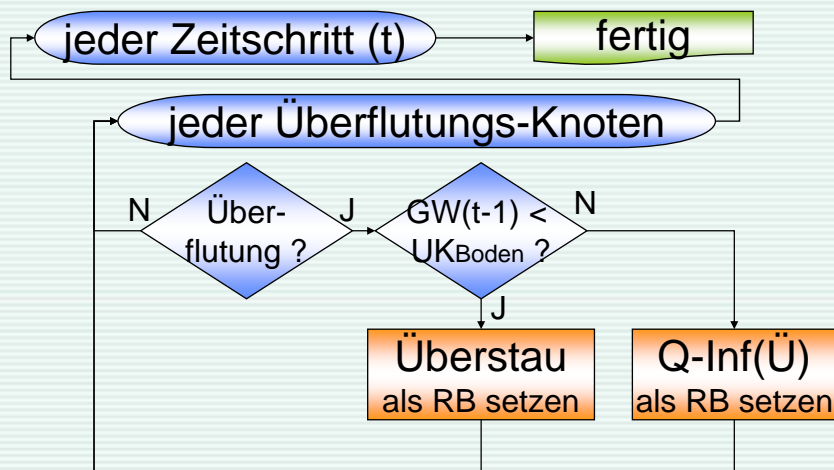 jeder Zeitschritt (t)
fertig
jeder Überflutungs-Knoten
N
Über-
flutung ?
J
GW(t-1) <
UKBoden ?
N
J
Überstau
als RB setzen
Q-Inf(Ü)
als RB setzen